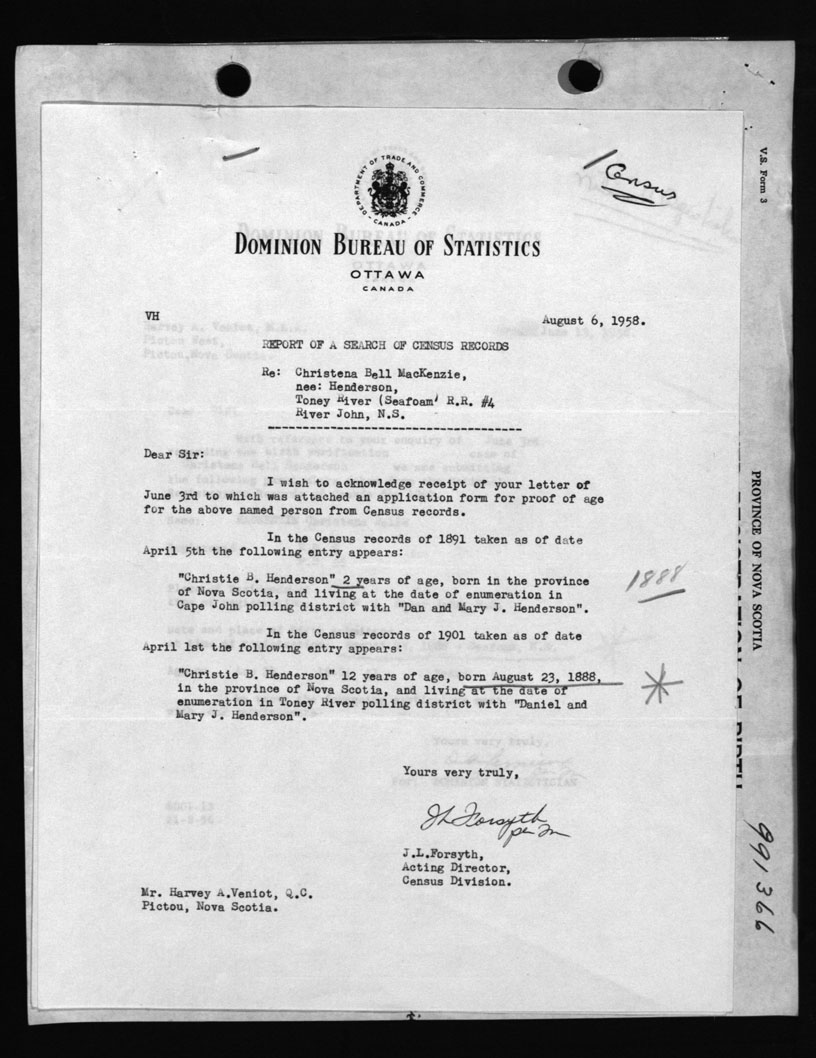 Census
V.S. Form 3
DEPARTMENT OF TRADE AND COMMERCE
- CANADA -
DOMINION BUREAU OF STATISTICS
OTTAWA
CANADA
VH
August 6, 1958.
REPORT OF A SEARCH OF CENSUS RECORDS
Re: Christena Bell MacKenzie,
nee: Henderson,
Toney River (Seafoam) R.R. #4
River John, N.S.
Dear Sir:
I wish to acknowledge receipt of your letter of
June 3rd to which was attached an application form for proof of age
for the above named person from Census records.
In the Census records of 1891 taken as of date
April 5th the following entry appears:
"Christie B. Henderson" 2 years of age, born in the province
of Nova Scotia, and living at the date of enumeration in
Cape John polling district with "Dan and Mary J. Henderson".
1888
In the Census records of 1901 taken as of date
April 1st the following entry appears:
"Christie B. Henderson" 12 years of age, born August 23, 1888,
in the province of Nova Scotia, and living at the date of
enumeration in Toney River polling district with "Daniel and
Mary J. Henderson".
PROVINCE OF NOVA SCOTIA
Yours very truly,
J L Forsyth
per
J.L.Forsyth,
Acting Director,
Census Division.
Mr. Harvey A.Veniot, Q.C.
Pictou, Nova Scotia.
991366